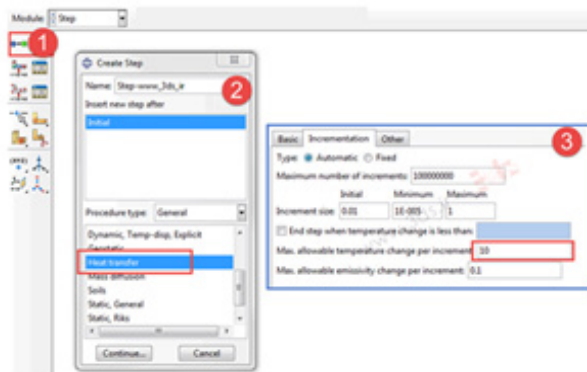 Module: Step
1
Create Step
2
Name: Step-www_3ds_ir
Insert new step after
Initial
Procedure type: General
Dynamic, Temp-disp, Explicit
Geostatic
Heat transfer
Mass diffusion
Soils
Static, General
Static, Riks
Continue...
Cancel
3
Basic Incrementation Other
Type: Automatic Fixed
Maximum number of increments: 100000000
Initial Minimum Maximum
Increment size: 0.01 1E-005 1
End step when temperature change is less than:
Max. allowable temperature change per increment: 10
Max. allowable emissivity change per increment: 0.1